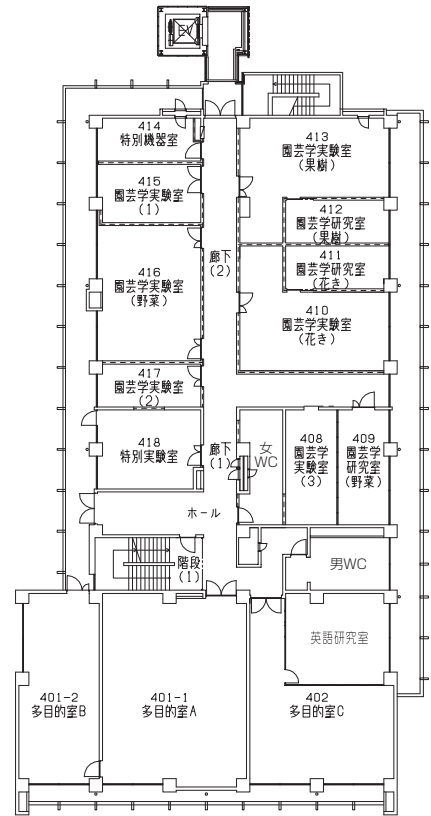 EV
414
特別機器室
413
園芸学実験室
(果樹)
415
園芸学実験室
(1)
412
園芸学研究室
(果樹)
411
園芸学研究室
(花き)
廊下
(2)
416
園芸学実験室
(野菜)
410
園芸学実験室
(花き)
417
園芸学実験室
(2)
418
特別実験室
廊下
(1)
女
WC
408
園芸学
実験室
(3)
409
園芸学
研究室
(野菜)
ホール
階段
(1)
男WC
英語研究室
401-2
多目的室B
401-1
多目的室A
402
多目的室C